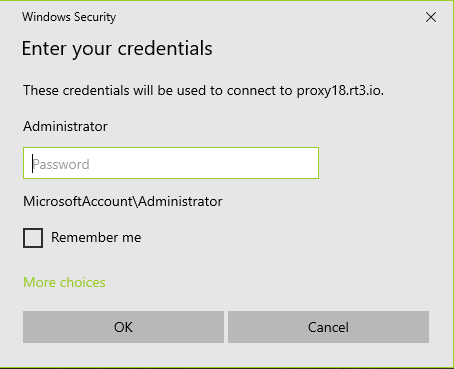 Windows Security
Enter your credentials
These credentials will be used to connect to proxy18.rt3.io.
Administrator
Password
MicrosoftAccount\Administrator
Remember me
More choices
OK Cancel